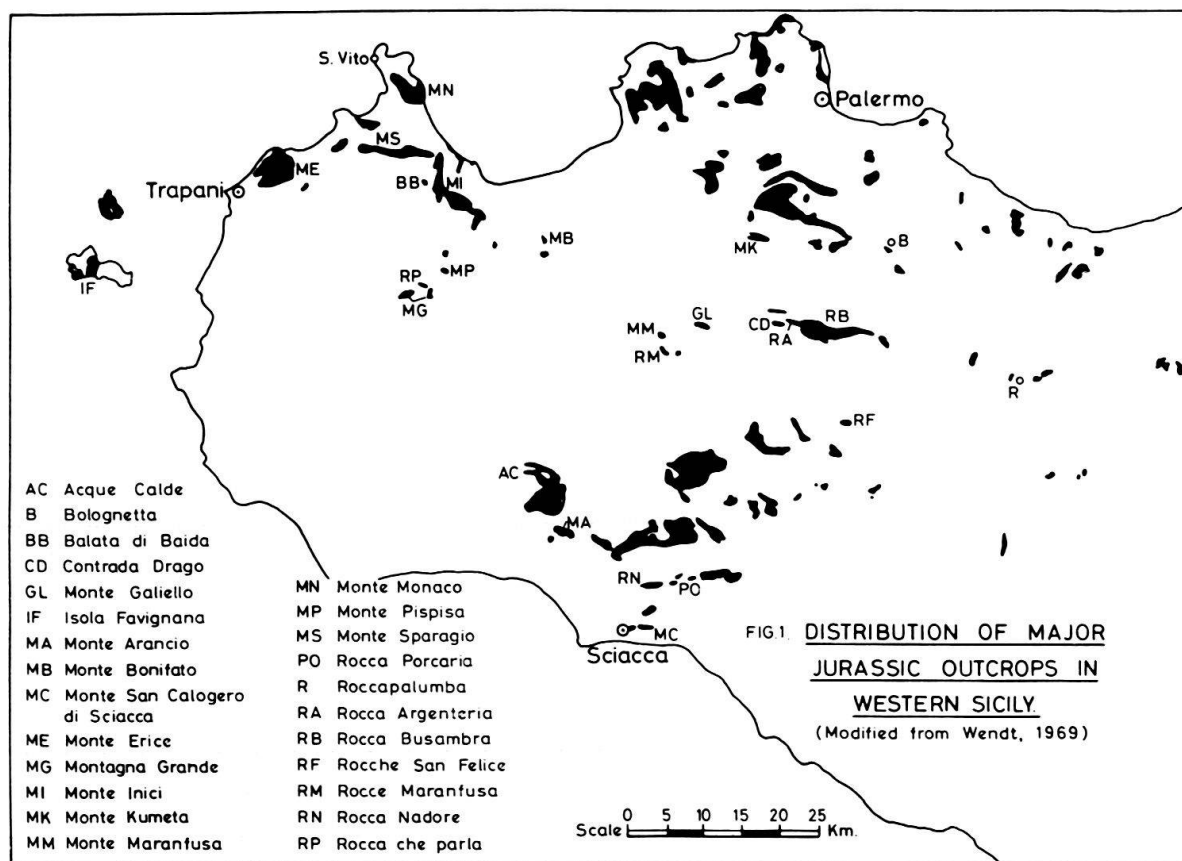 S. Vito
MN
Palermo
MS
ME
BB
MI
Trapani
MB
MK
B
MP
RP
IF
MG
GL
RB
CD
MM
RA
RM
R
RF
AC
MA
RN
PO
MC
Sciacca
AC Acque Calde
B Bolognetta
BB Balata di Baida
CD Contrada Drago
GL Monte Galiello
IF Isola Favignana
MA Monte Arancio
MB Monte Bonifato
MC Monte San Calogero
di Sciacca
ME Monte Erice
MG Montagna Grande
MI Monte Inici
MK Monte Kumeta
MM Monte Maranfusa
MN Monte Monaco
MP Monte Pispisa
MS Monte Sparagio
PO Rocca Porcaria
R Roccapalumba
RA Rocca Argenteria
RB Rocca Busambra
RF Rocche San Felice
RM Rocce Maranfusa
RN Rocca Nadore
RP Rocca che parla
FIG.1. DISTRIBUTION OF MAJOR
JURASSIC OUTCROPS IN
WESTERN SICILY.
(Modified from Wendt, 1969)
0 5 10 15 20 25
Scale Km.